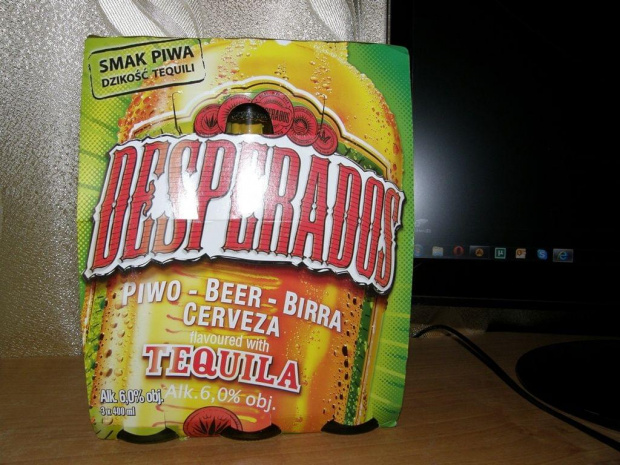 SMAK PIWA
DZIKOŚĆ TEQUILI
DESPERADOS
PIWO - BEER - BIRRA
CERVEZA
flavoured with
TEQUILA
Alk. 6,0% obj.
Alk. 6,0% obj.
3 x 400 ml